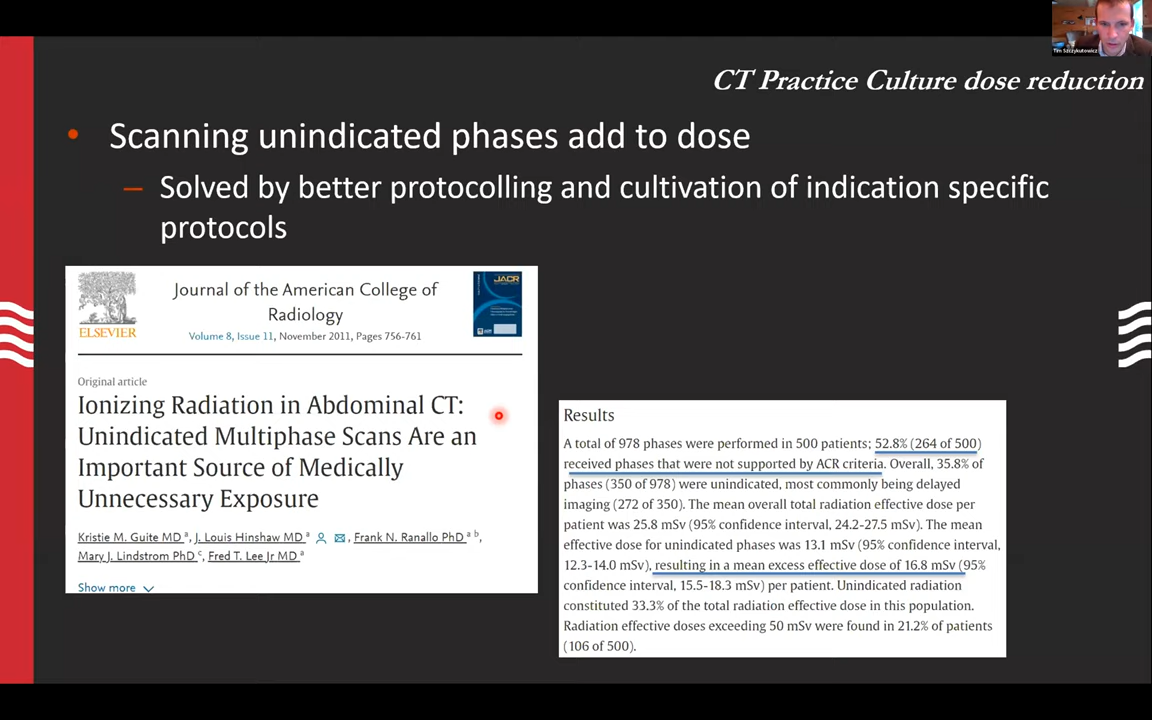 Tim Szczykutowicz
CT Practice Culture dose reduction
• Scanning unindicated phases add to dose
– Solved by better protocolling and cultivation of indication specific
protocols
ELSEVIER
Journal of the American College of
Radiology
Volume 8, Issue 11, November 2011, Pages 756-761
JACR
Original article
Ionizing Radiation in Abdominal CT:
Unindicated Multiphase Scans Are an
Important Source of Medically
Unnecessary Exposure
Kristie M. Guite MD a, J. Louis Hinshaw MD a, Frank N. Ranallo PhD a b,
Mary J. Lindstrom PhD c, Fred T. Lee Jr MD a
Show more
Results
A total of 978 phases were performed in 500 patients; 52.8% (264 of 500)
received phases that were not supported by ACR criteria. Overall, 35.8% of
phases (350 of 978) were unindicated, most commonly being delayed
imaging (272 of 350). The mean overall total radiation effective dose per
patient was 25.8 mSv (95% confidence interval, 24.2-27.5 mSv). The mean
effective dose for unindicated phases was 13.1 mSv (95% confidence interval,
12.3-14.0 mSv), resulting in a mean excess effective dose of 16.8 mSv (95%
confidence interval, 15.5-18.3 mSv) per patient. Unindicated radiation
constituted 33.3% of the total radiation effective dose in this population.
Radiation effective doses exceeding 50 mSv were found in 21.2% of patients
(106 of 500).